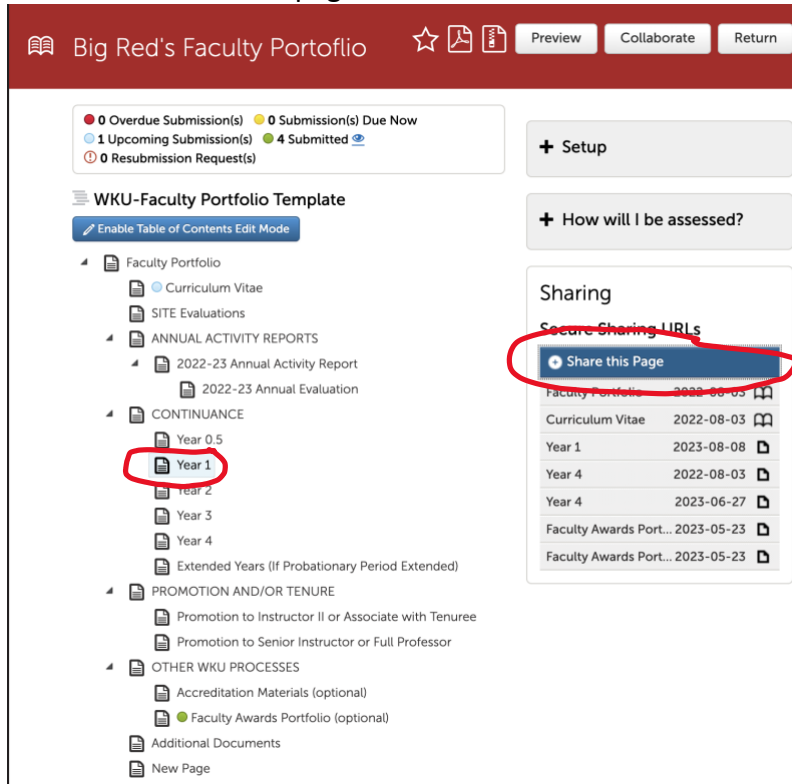 Big Red's Faculty Portoflio
Preview
Collaborate
Return
0 Overdue Submission(s) 0 Submission(s) Due Now
1 Upcoming Submission(s) 4 Submitted
0 Resubmission Request(s)
WKU-Faculty Portfolio Template
Enable Table of Contents Edit Mode
Faculty Portfolio
Curriculum Vitae
SITE Evaluations
ANNUAL ACTIVITY REPORTS
2022-23 Annual Activity Report
2022-23 Annual Evaluation
CONTINUANCE
Year 0.5
Year 1
Year 2
Year 3
Year 4
Extended Years (If Probationary Period Extended)
PROMOTION AND/OR TENURE
Promotion to Instructor II or Associate with Tenuree
Promotion to Senior Instructor or Full Professor
OTHER WKU PROCESSES
Accreditation Materials (optional)
Faculty Awards Portfolio (optional)
Additional Documents
New Page
+ Setup
+ How will I be assessed?
Sharing
Secure Sharing URLs
Share this Page
Faculty Portfolio 2022-08-03
Curriculum Vitae 2022-08-03
Year 1 2023-08-08
Year 4 2022-08-03
Year 4 2023-06-27
Faculty Awards Port... 2023-05-23
Faculty Awards Port... 2023-05-23